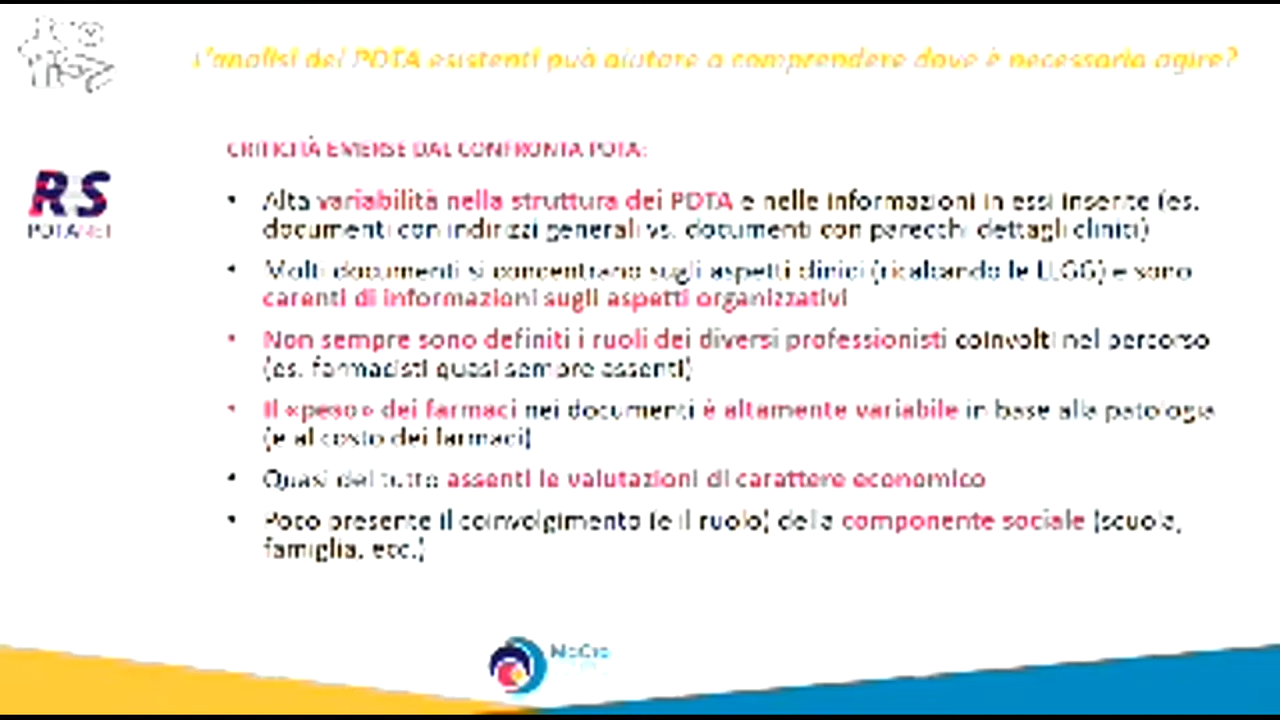 L'analisi dei PDTA esistenti può aiutare a comprendere dove è necessario agire?
CRITICITÀ EMERSE DAL CONFRONTA PDTA:
RS
PDTANET
• Alta variabilità nella struttura dei PDTA e nelle informazioni in essi inserite (es.
documenti con indirizzi generali vs. documenti con parecchi dettagli clinici)
• Molti documenti si concentrano sugli aspetti clinici (ricalcando le LLGG) e sono
carenti di informazioni sugli aspetti organizzativi
• Non sempre sono definiti i ruoli dei diversi professionisti coinvolti nel percorso
(es. farmacisti quasi sempre assenti)
• Il «peso» dei farmaci nei documenti è altamente variabile in base alla patologia
(e al costo dei farmaci)
• Quasi del tutto assenti le valutazioni di carattere economico
• Poco presente il coinvolgimento (e il ruolo) della componente sociale (scuola,
famiglia, etc.)